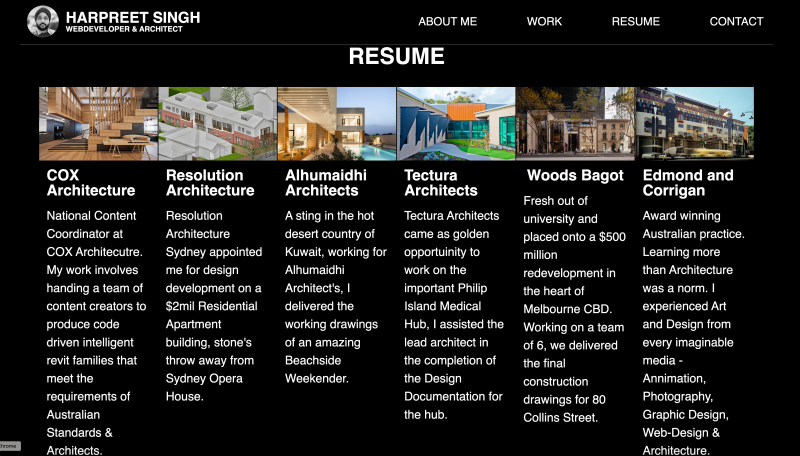 HARPREET SINGH
WEBDEVELOPER & ARCHITECT
ABOUT ME
WORK
RESUME
CONTACT
RESUME
COX
Architecture
National Content
Coordinator at
COX Architecutre.
My work involves
handing a team of
content creators to
produce code
driven intelligent
revit families that
meet the
requirements of
Australian
Standards &
Architects.
Resolution
Architecture
Resolution
Architecture
Sydney appointed
me for design
development on a
$2mil Residential
Apartment
building, stone's
throw away from
Sydney Opera
House.
Alhumaidhi
Architects
A sting in the hot
desert country of
Kuwait, working for
Alhumaidhi
Architect's, I
delivered the
working drawings
of an amazing
Beachside
Weekender.
Tectura
Architects
Tectura Architects
came as golden
opportuinity to
work on the
important Philip
Island Medical
Hub, I assisted the
lead architect in
the completion of
the Design
Documentation for
the hub.
Woods Bagot
Fresh out of
university and
placed onto a $500
million
redevelopment in
the heart of
Melbourne CBD.
Working on a team
of 6, we delivered
the final
construction
drawings for 80
Collins Street.
Edmond and
Corrigan
Award winning
Australian practice.
Learning more
than Architecture
was a norm. I
experienced Art
and Design from
every imaginable
media -
Annimation,
Photography,
Graphic Design,
Web-Design &
Architecture.
hrome